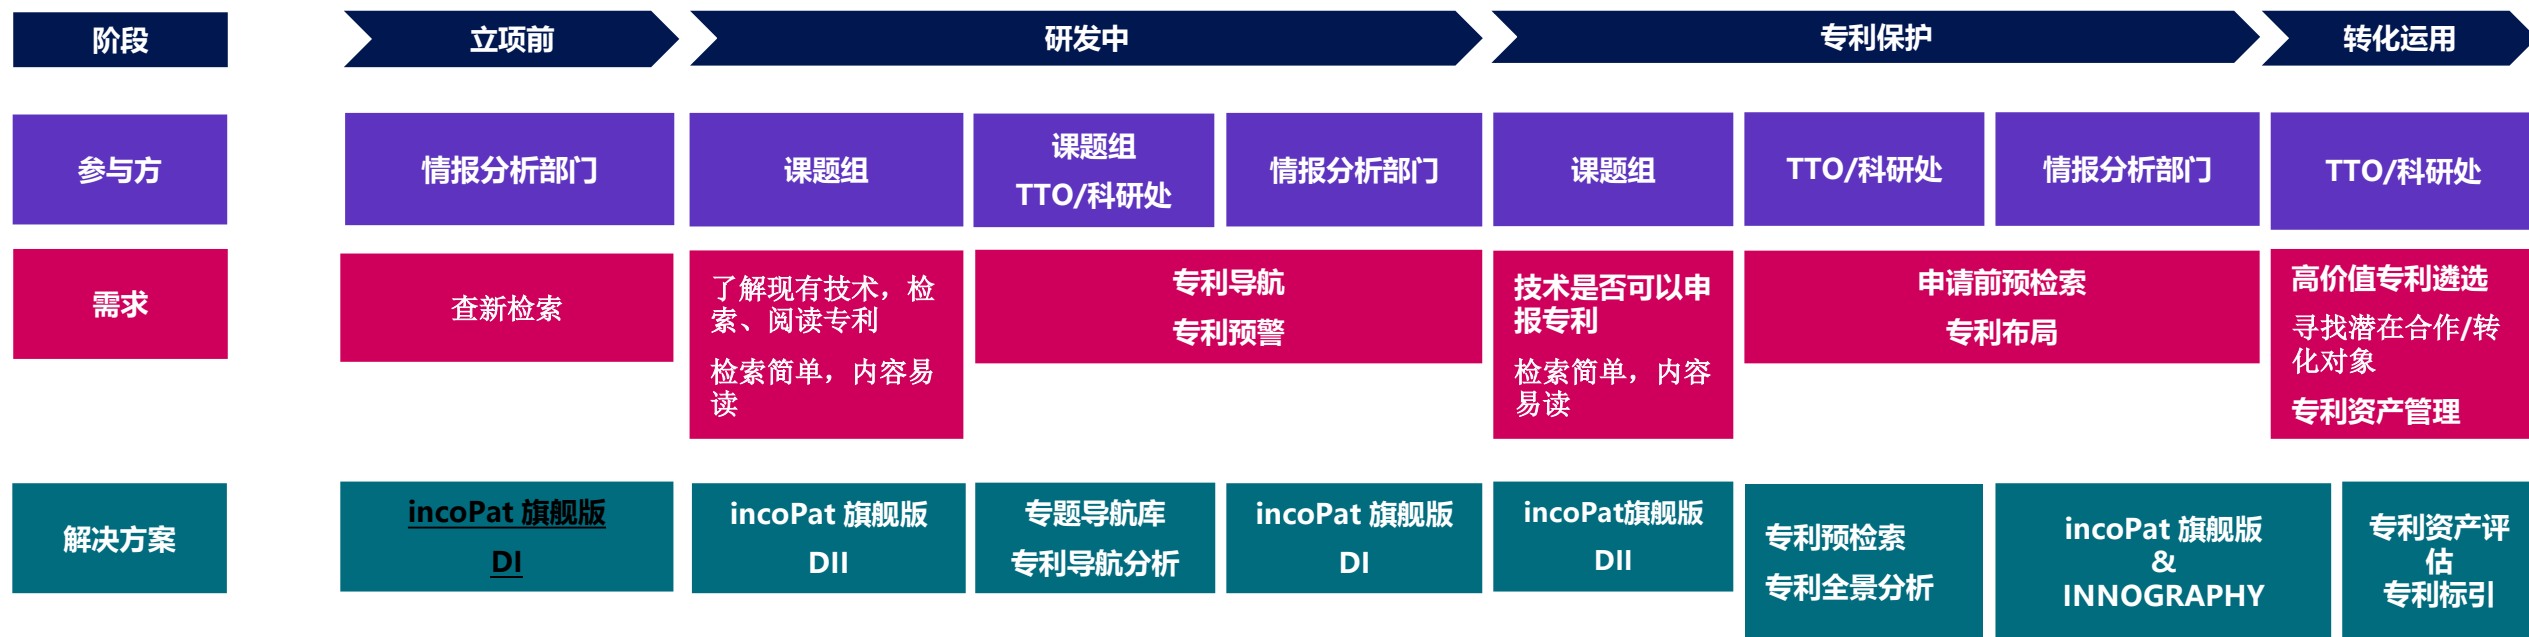 阶段
立项前
研发中
专利保护
转化运用
参与方
情报分析部门
课题组
课题组
TTO/科研处
情报分析部门
课题组
TTO/科研处
情报分析部门
TTO/科研处
需求
查新检索
了解现有技术，检
索、阅读专利
检索简单，内容易
读
专利导航
专利预警
技术是否可以申
报专利
检索简单，内容
易读
申请前预检索
专利布局
高价值专利遴选
寻找潜在合作/转
化对象
专利资产管理
解决方案
incoPat 旗舰版
DI
incoPat 旗舰版
DII
专题导航库
专利导航分析
incoPat 旗舰版
DI
incoPat旗舰版
DII
专利预检索
专利全景分析
incoPat 旗舰版
&
INNOGRAPHY
专利资产评
估
专利标引